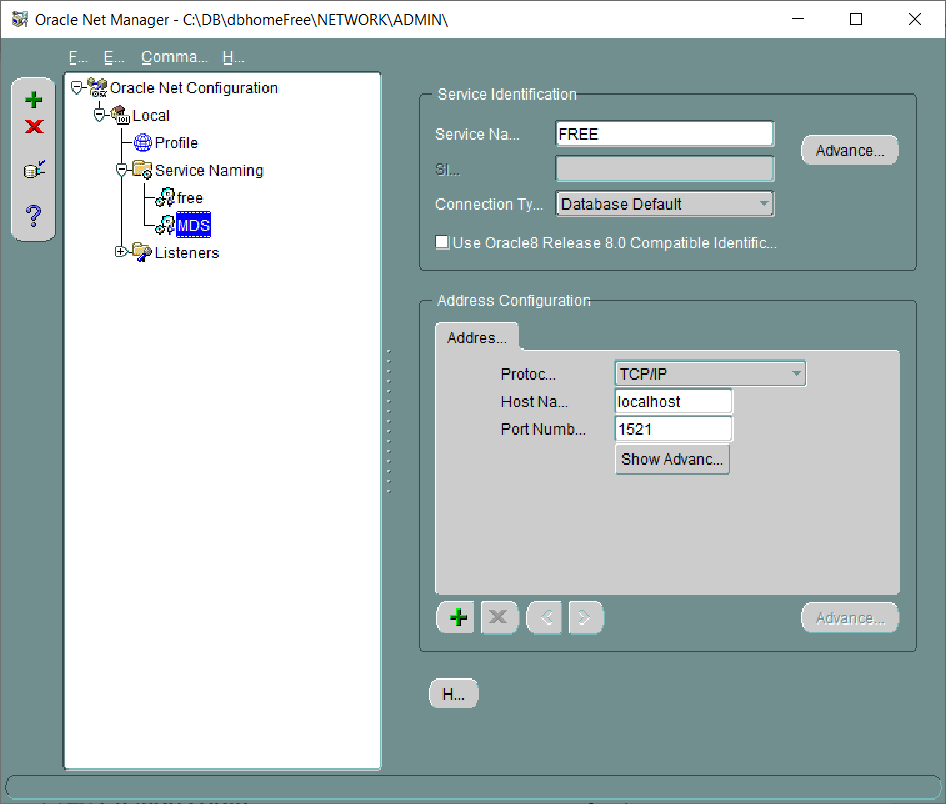 Oracle Net Manager - C:\DB\dbhomeFree\NETWORK\ADMIN\
F... E... Comma... H...
Oracle Net Configuration
Local
Profile
Service Naming
free
MDS
Listeners
Service Identification
Service Na... FREE
Advance...
SI...
Connection Ty... Database Default
Use Oracle8 Release 8.0 Compatible Identific...
Address Configuration
Addres...
Protoc... TCP/IP
Host Na... localhost
Port Numb... 1521
Show Advanc...
Advance...
H...